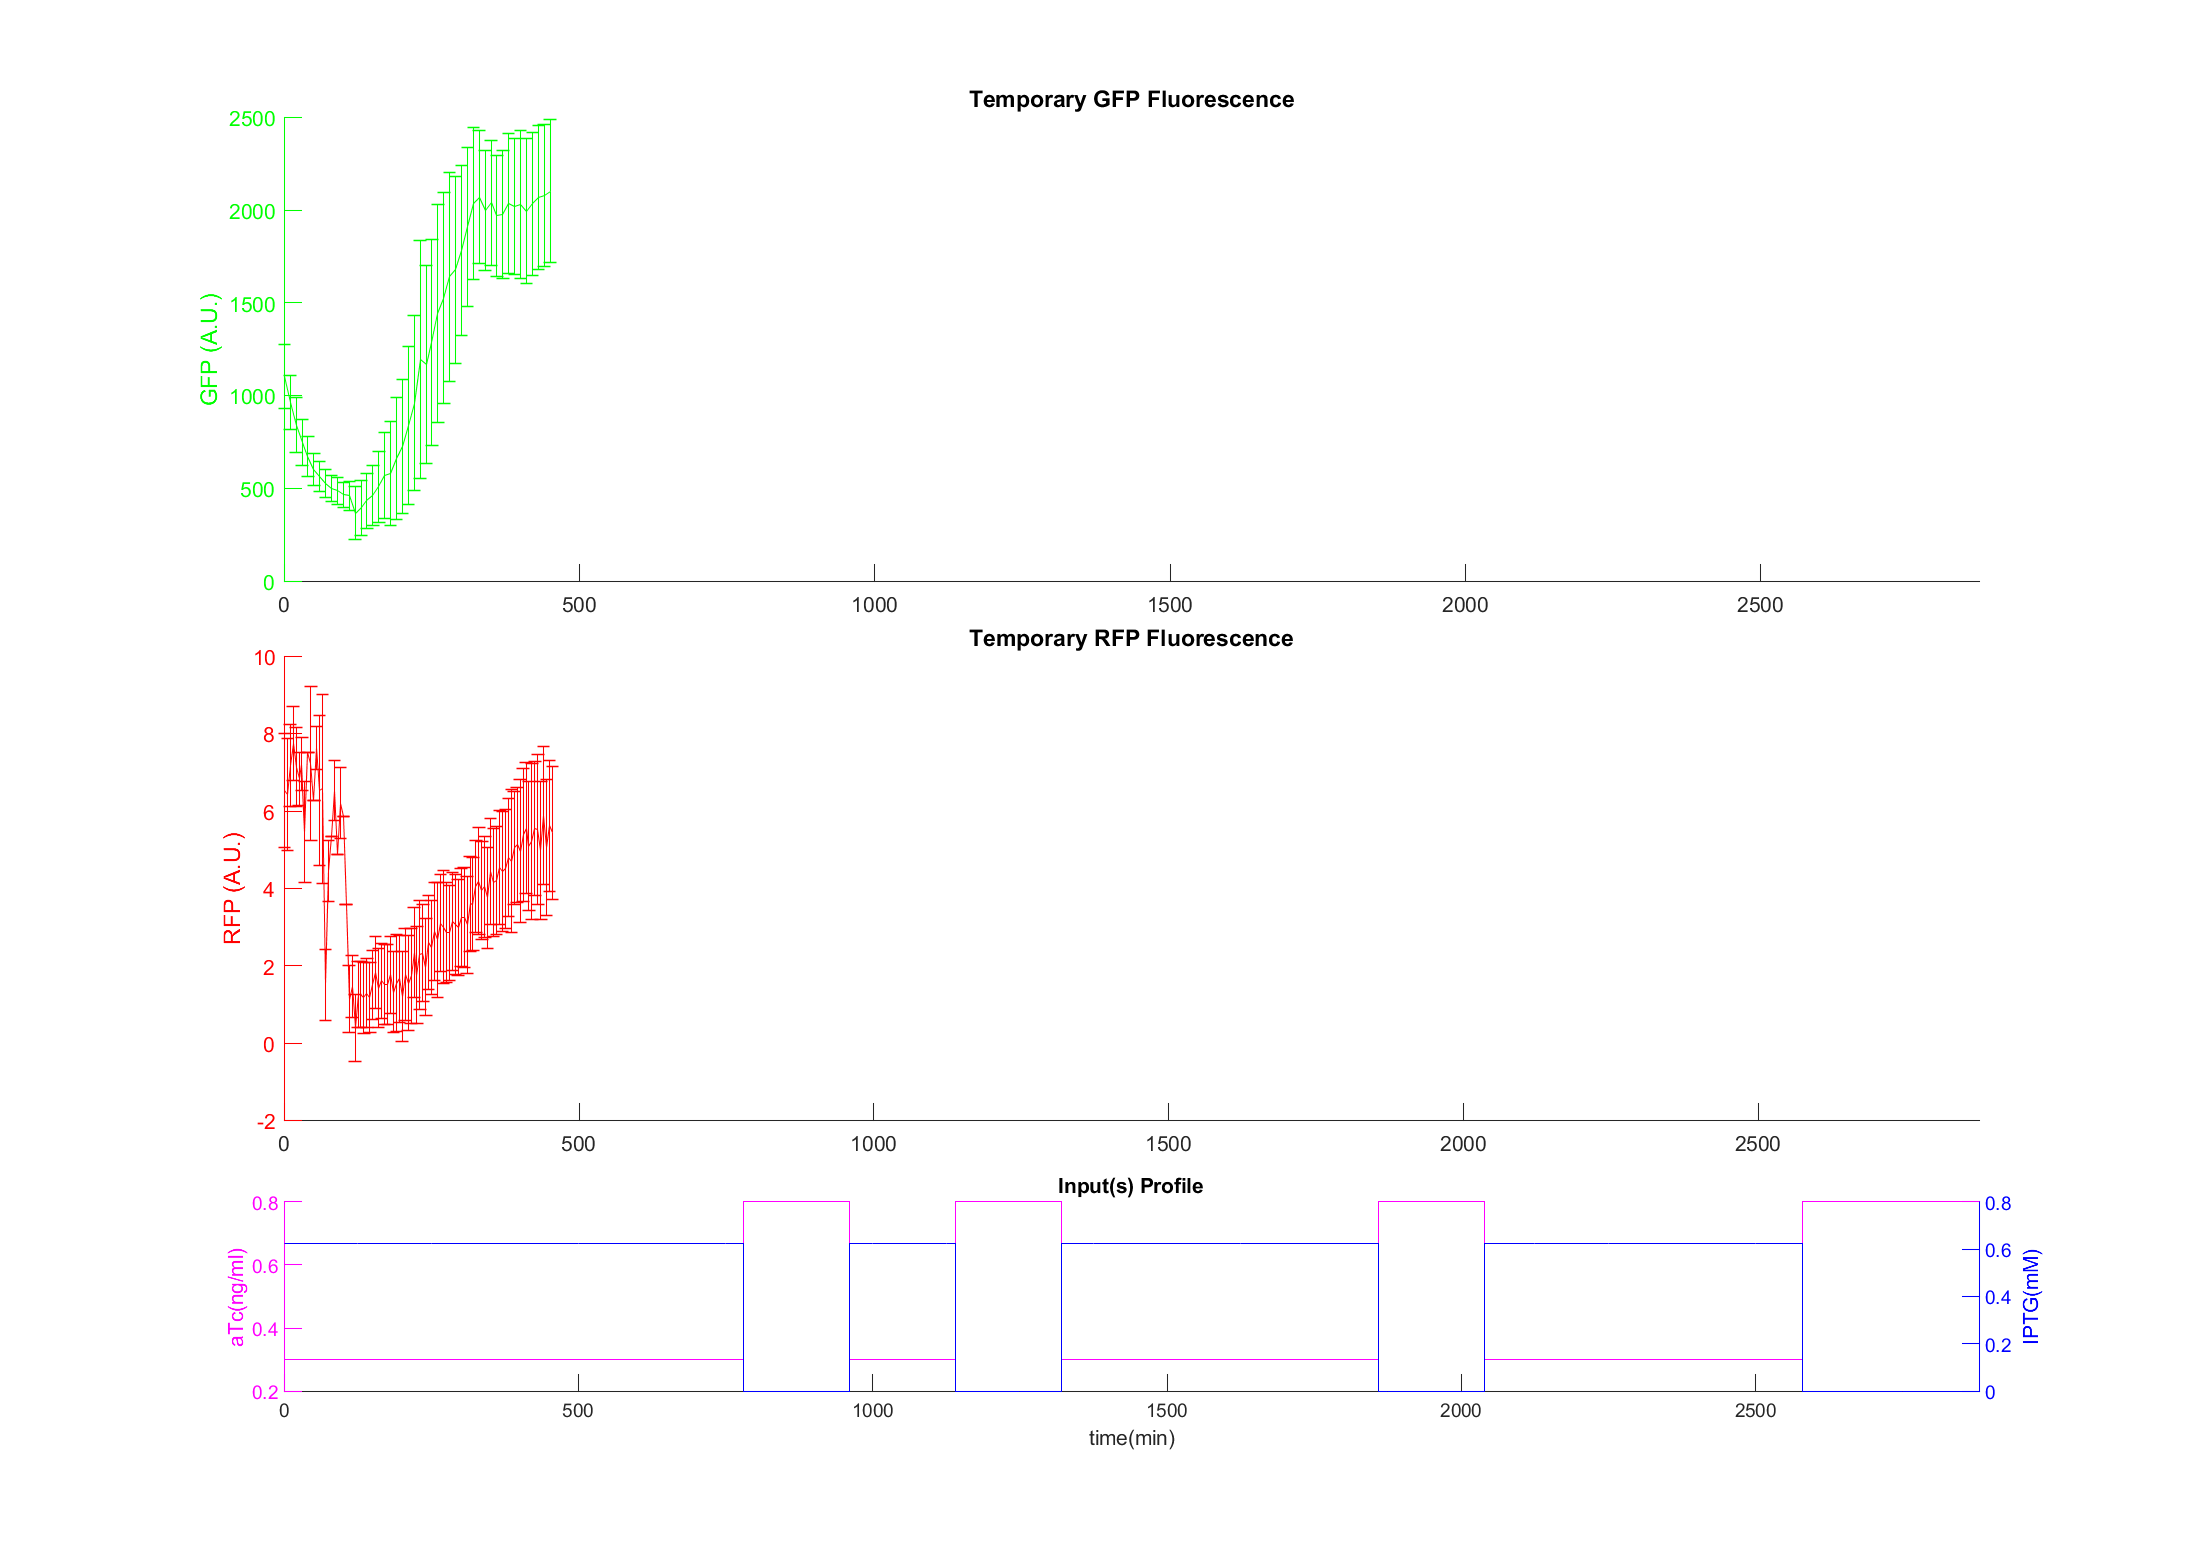 Temporary GFP Fluorescence
2500
2000
1500
1000
500
0
GFP (A.U.)
0 500 1000 1500 2000 2500
Temporary RFP Fluorescence
10
8
6
4
2
0
-2
RFP (A.U.)
0 500 1000 1500 2000 2500
Input(s) Profile
0.8
0.6
0.4
0.2
aTc(ng/ml)
0.8
0.6
0.4
0.2
0
IPTG(mM)
0 500 1000 1500 2000 2500
time(min)